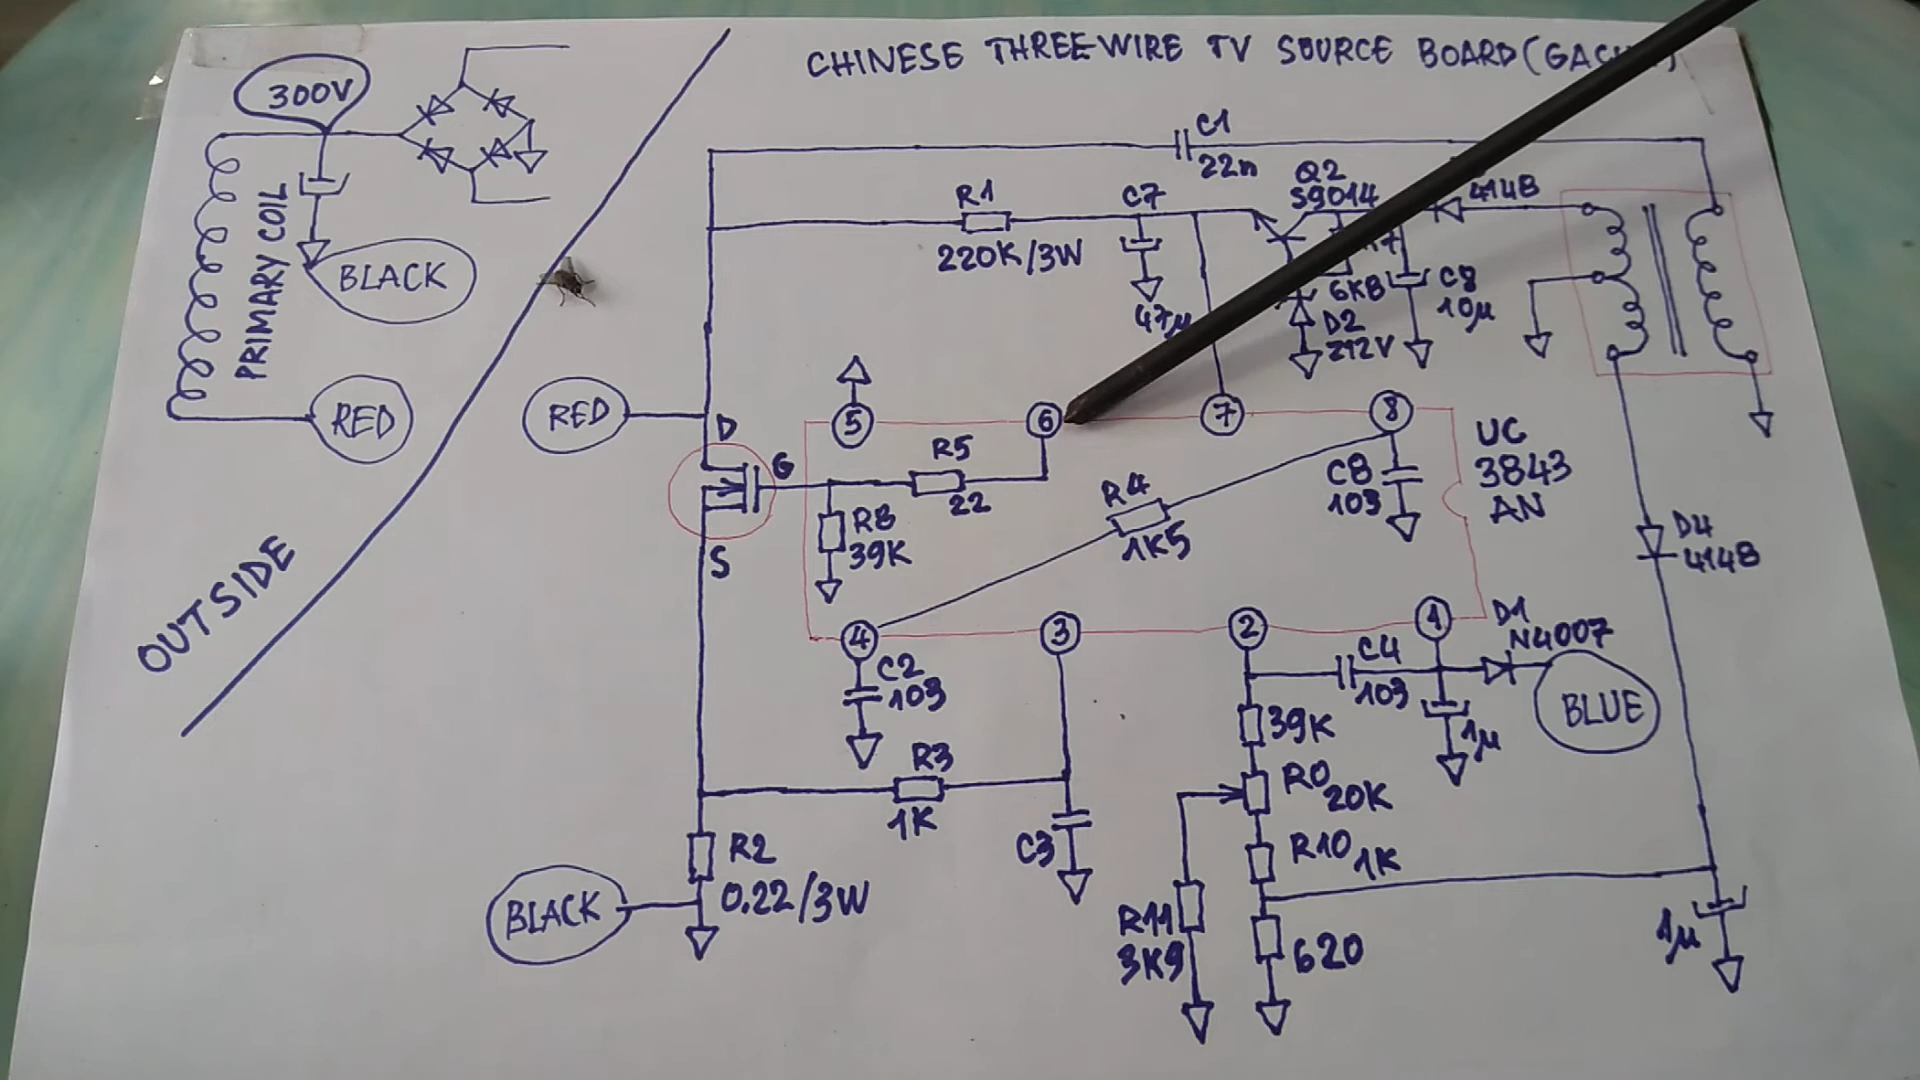 CHINESE THREE-WIRE TV SOURCE BOARD
300V
PRIMARY COIL
BLACK
RED
OUTSIDE
C1
22n
R1
220K/3W
C7
47µ
Q2
S9014
4148
6K8
D2
Z12V
C9
10µ
RED
D
G
S
5
6
7
8
UC
3843
AN
R5
22
R8
39K
R4
1K5
C8
103
D4
4148
4
3
2
1
C2
103
C4
103
D1
N4007
BLUE
1µ
39K
R0
20K
R3
1K
C3
R10
1K
R2
0.22/3W
BLACK
R11
3K9
620
1µ